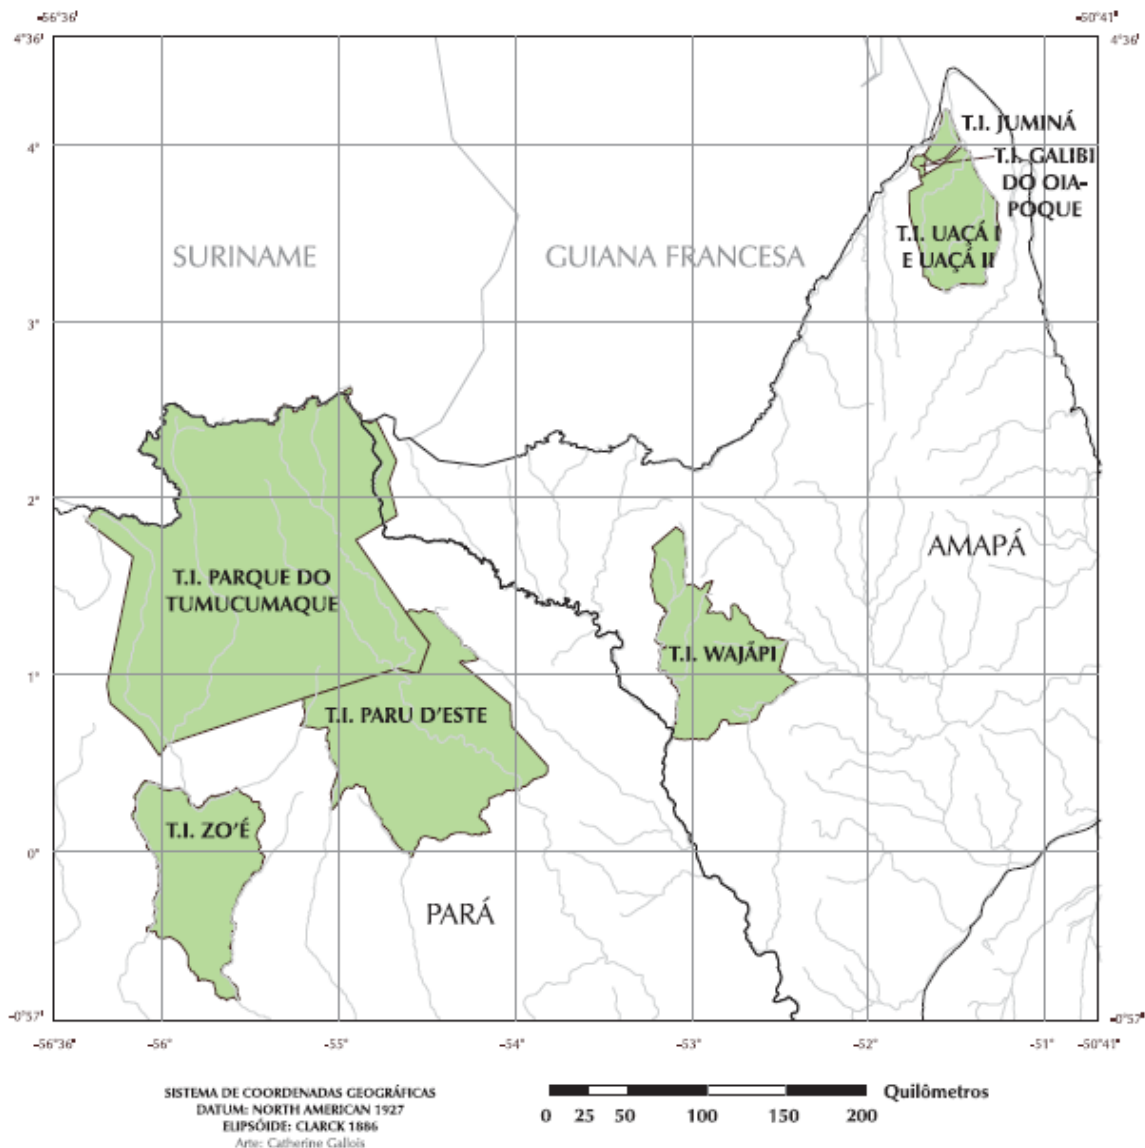 -56°36' -50°41'
4°36' 4°36'
T.I. JUMINÁ
4°
T.I. GALIBI
DO OIA-
POQUE
SURINAME GUIANA FRANCESA
T.I. UAÇÁ I
E UAÇÁ II
3°
2°
AMAPÁ
T.I. PARQUE DO
TUMUCUMAQUE
T.I. WAJÃPI
1°
T.I. PARU D'ESTE
T.I. ZO'É
0°
PARÁ
-0°57' -0°57'
-56°36' -56° -55° -54° -53° -52° -51° -50°41'
SISTEMA DE COORDENADAS GEOGRÁFICAS
DATUM: NORTH AMERICAN 1927
ELIPSÓIDE: CLARCK 1886
Arte: Catherine Gallois
Quilômetros
0 25 50 100 150 200